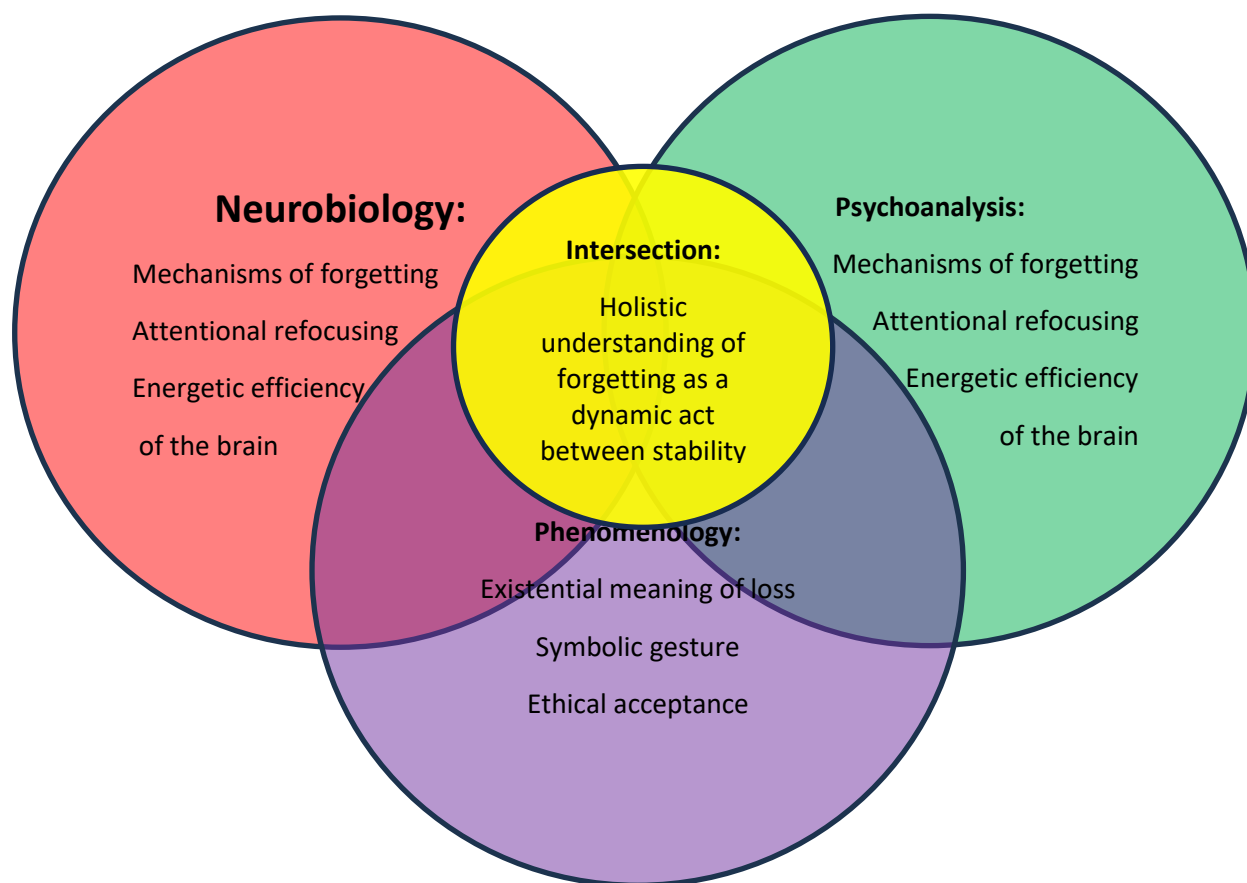 Neurobiology:
Mechanisms of forgetting
Attentional refocusing
Energetic efficiency
of the brain
Intersection:
Holistic
understanding of
forgetting as a
dynamic act
between stability
Psychoanalysis:
Mechanisms of forgetting
Attentional refocusing
Energetic efficiency
of the brain
Phenomenology:
Existential meaning of loss
Symbolic gesture
Ethical acceptance